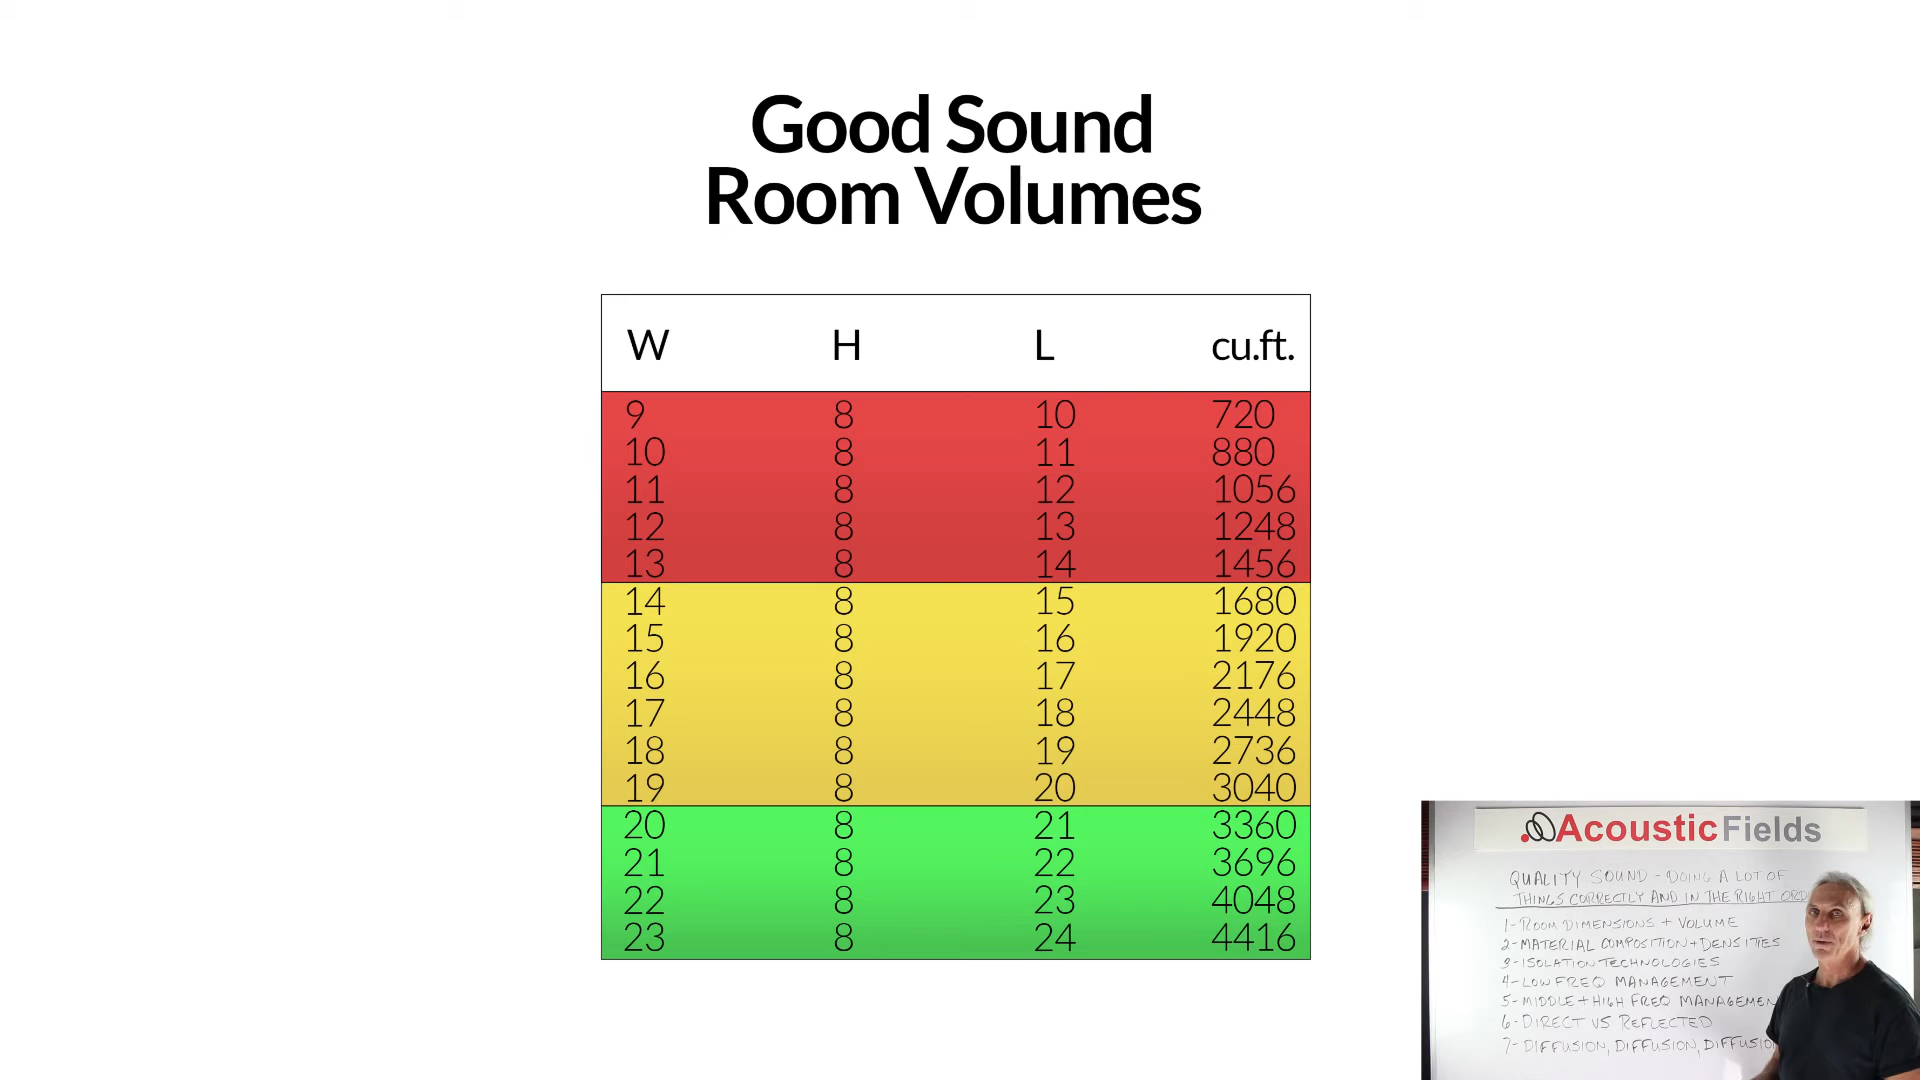 Good Sound
Room Volumes
W H L cu.ft.
9 8 10 720
10 8 11 880
11 8 12 1056
12 8 13 1248
13 8 14 1456
14 8 15 1680
15 8 16 1920
16 8 17 2176
17 8 18 2448
18 8 19 2736
19 8 20 3040
20 8 21 3360
21 8 22 3696
22 8 23 4048
23 8 24 4416
AcousticFields
QUALITY SOUND - DOING A LOT OF
THINGS CORRECTLY AND IN THE RIGHT ORD
1- ROOM DIMENSIONS + VOLUME
2- MATERIAL COMPOSITION + DENSITIES
3- ISOLATION TECHNOLOGIES
4- LOW FREQ MANAGEMENT
5- MIDDLE + HIGH FREQ MANAGEMEN
6- DIRECT VS REFLECTED
7- DIFFUSION, DIFFUSION, DIFFUSIO